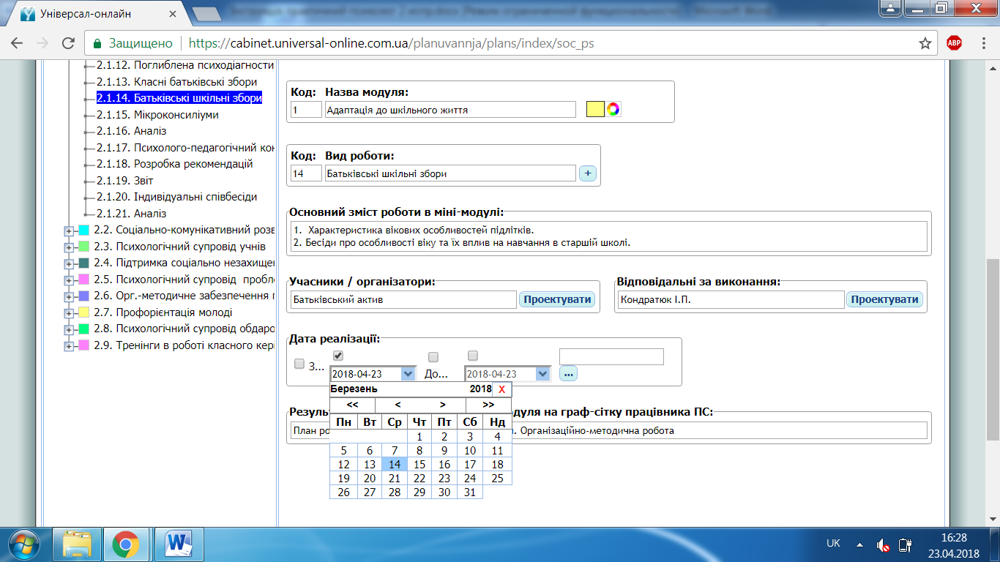 Універсал-онлайн
Защищено
https://cabinet.universal-online.com.ua/planuvannja/plans/index/soc_ps
ABP
2.1.12. Поглиблена психодіагности
2.1.13. Класні батьківські збори
2.1.14. Батьківські шкільні збори
2.1.15. Мікроконсиліуми
2.1.16. Аналіз
2.1.17. Психолого-педагогічний кон
2.1.18. Розробка рекомендацій
2.1.19. Звіт
2.1.20. Індивідуальні співбесіди
2.1.21. Аналіз
2.2. Соціально-комунікативний розв
2.3. Психологічний супровід учнів
2.4. Підтримка соціально незахищен
2.5. Психологічний супровід пробле
2.6. Орг.-методичне забезпечення п
2.7. Профорієнтація молоді
2.8. Психологічний супровід обдаро
2.9. Тренінги в роботі класного кері
Код: Назва модуля:
1 Адаптація до шкільного життя
Код: Вид роботи:
14 Батьківські шкільні збори +
Основний зміст роботи в міні-модулі:
1. Характеристика вікових особливостей підлітків.
2. Бесіди про особливості віку та їх вплив на навчання в старшій школі.
Учасники / організатори:
Батьківський актив Проектувати
Відповідальні за виконання:
Кондратюк І.П. Проектувати
Дата реалізації:
З... 2018-04-23 До... 2018-04-23 ...
Березень 2018 X
<< < > >>
Пн Вт Ср Чт Пт Сб Нд
1 2 3 4
5 6 7 8 9 10 11
12 13 14 15 16 17 18
19 20 21 22 23 24 25
26 27 28 29 30 31
Резуль одуля на граф-сітку працівника ПС:
План ро . Організаційно-методична робота
UK
16:28
23.04.2018